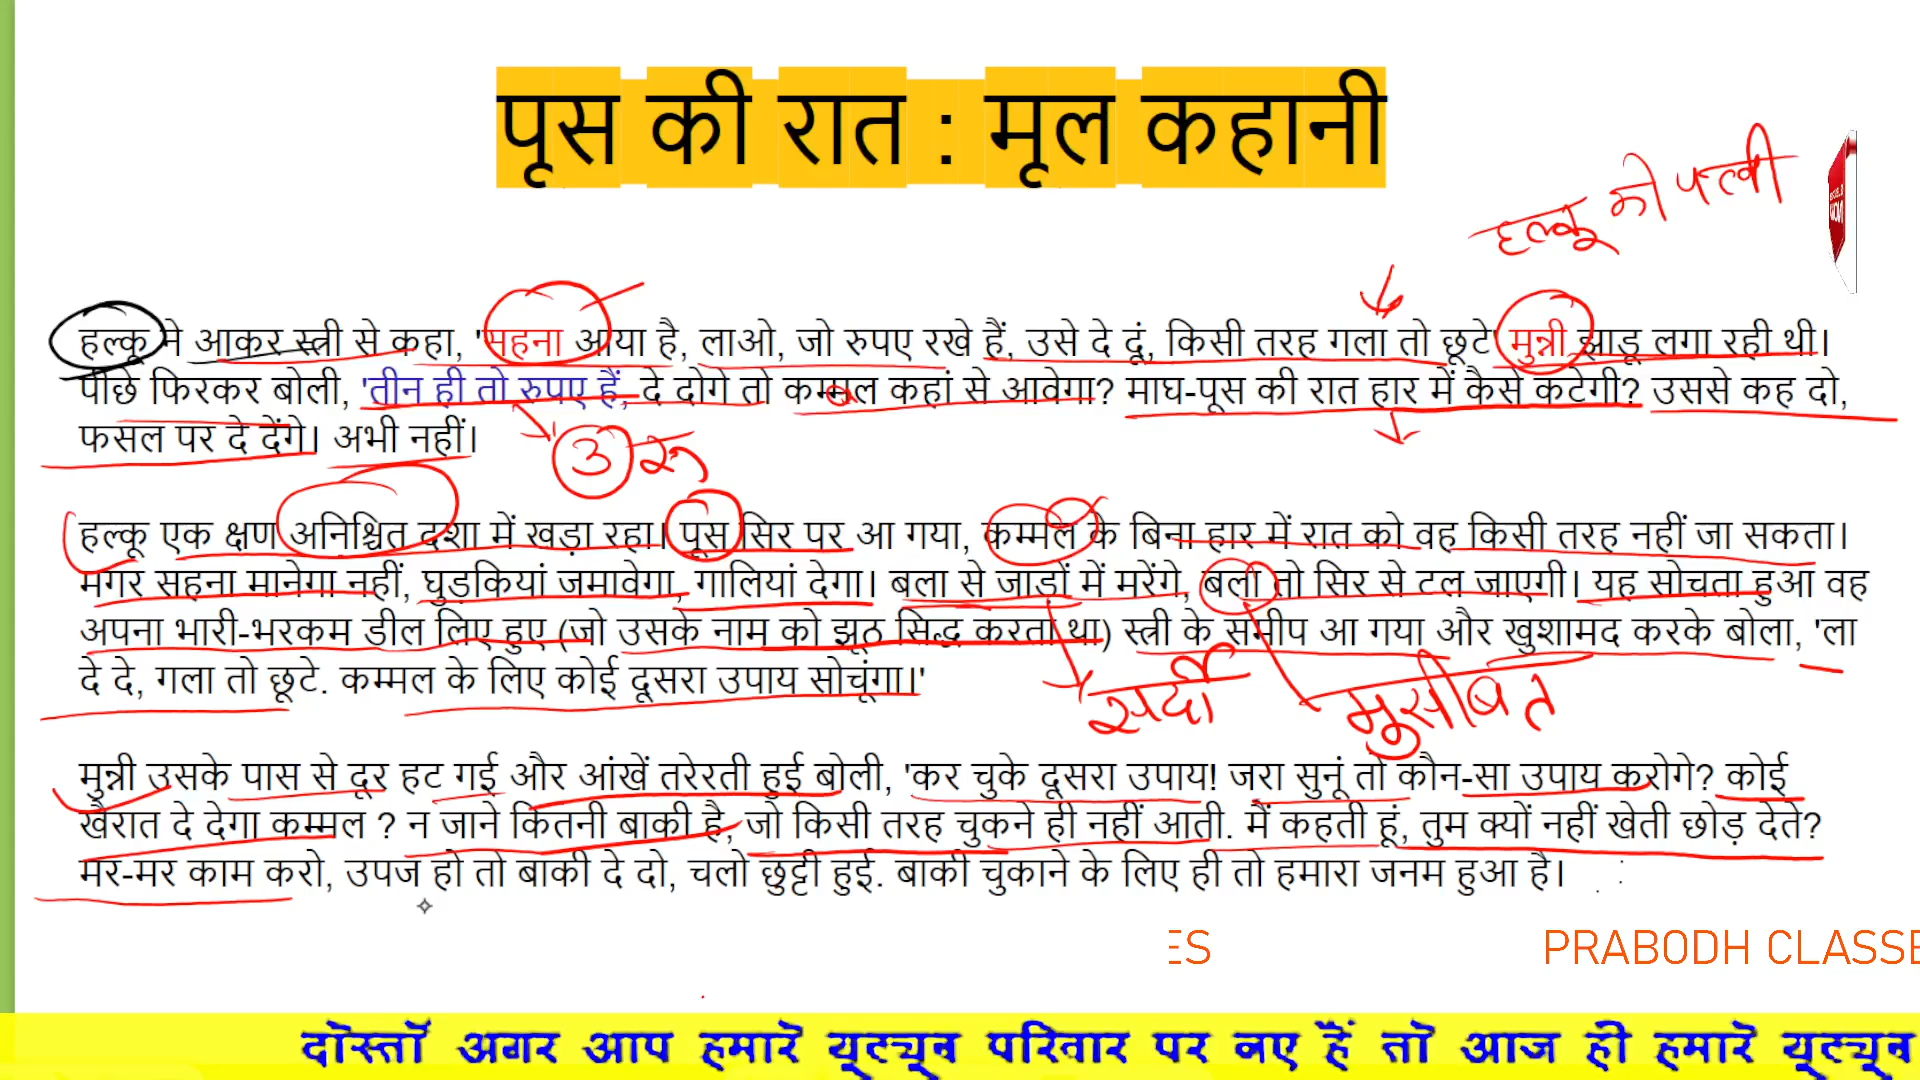 पूस की रात : मूल कहानी
हल्कू की पत्नी
हल्कू ने आकर स्त्री से कहा, 'सहना आया है, लाओ, जो रुपए रखे हैं, उसे दे दूं, किसी तरह गला तो छूटे' मुन्नी झाडू लगा रही थी।
पीछे फिरकर बोली, 'तीन ही तो रुपए हैं, दे दोगे तो कम्मल कहां से आवेगा? माघ-पूस की रात हार में कैसे कटेगी? उससे कह दो,
फसल पर दे देंगे। अभी नहीं।
3 रु
हल्कू एक क्षण अनिश्चित दशा में खड़ा रहा। पूस सिर पर आ गया, कम्मल के बिना हार में रात को वह किसी तरह नहीं जा सकता।
मगर सहना मानेगा नहीं, घुड़कियां जमावेगा, गालियां देगा। बला से जाड़ों में मरेंगे, बला तो सिर से टल जाएगी। यह सोचता हुआ वह
अपना भारी-भरकम डील लिए हुए (जो उसके नाम को झूठ सिद्ध करता था) स्त्री के समीप आ गया और खुशामद करके बोला, 'ला
दे दे, गला तो छूटे. कम्मल के लिए कोई दूसरा उपाय सोचूंगा।'
सर्दी मुसीबत
मुन्नी उसके पास से दूर हट गई और आंखें तरेरती हुई बोली, 'कर चुके दूसरा उपाय! जरा सुनूं तो कौन-सा उपाय करोगे? कोई
खैरात दे देगा कम्मल ? न जाने कितनी बाकी है, जो किसी तरह चुकने ही नहीं आती. मैं कहती हूं, तुम क्यों नहीं खेती छोड़ देते?
मर-मर काम करो, उपज हो तो बाकी दे दो, चलो छुट्टी हुई. बाकी चुकाने के लिए ही तो हमारा जनम हुआ है।
ES PRABODH CLASSE
दोस्तों अगर आप हमारे यूट्यूब परिवार पर नए हैं तो आज ही हमारे यूट्यूब